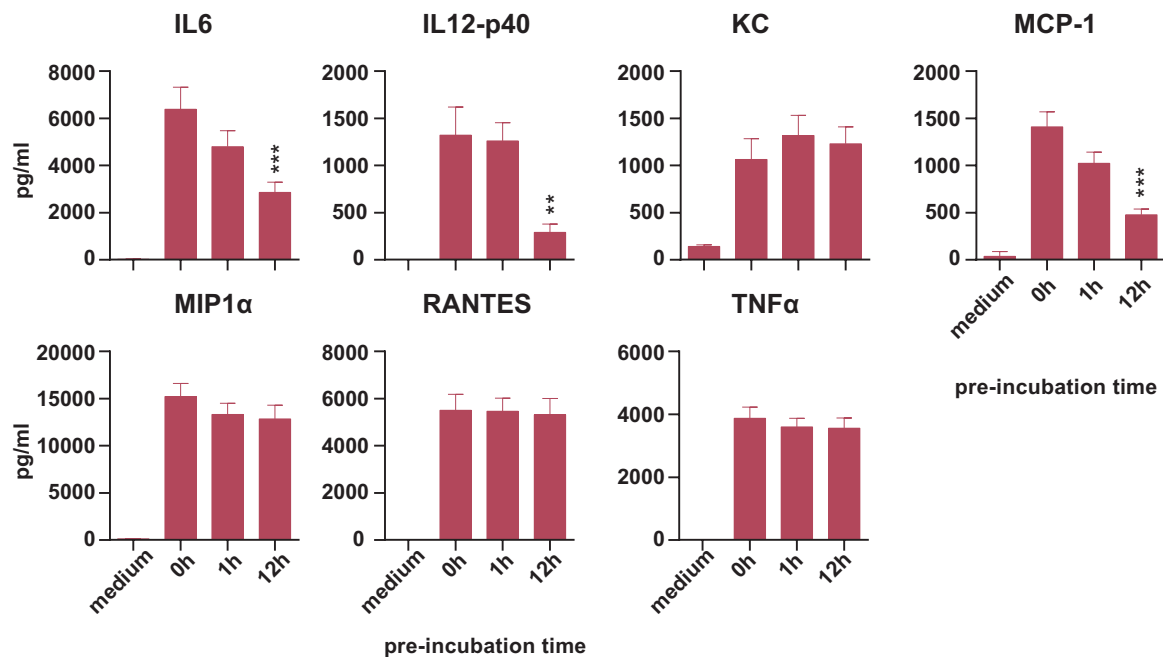 IL6
IL12-p40
KC
MCP-1
8000
6000
4000
2000
0
pg/ml
***
2000
1500
1000
500
0
**
2000
1500
1000
500
0
2000
1500
1000
500
0
***
medium
0h
1h
12h
pre-incubation time
MIP1α
RANTES
TNFα
20000
15000
10000
5000
0
pg/ml
medium
0h
1h
12h
8000
6000
4000
2000
0
medium
0h
1h
12h
6000
4000
2000
0
medium
0h
1h
12h
pre-incubation time